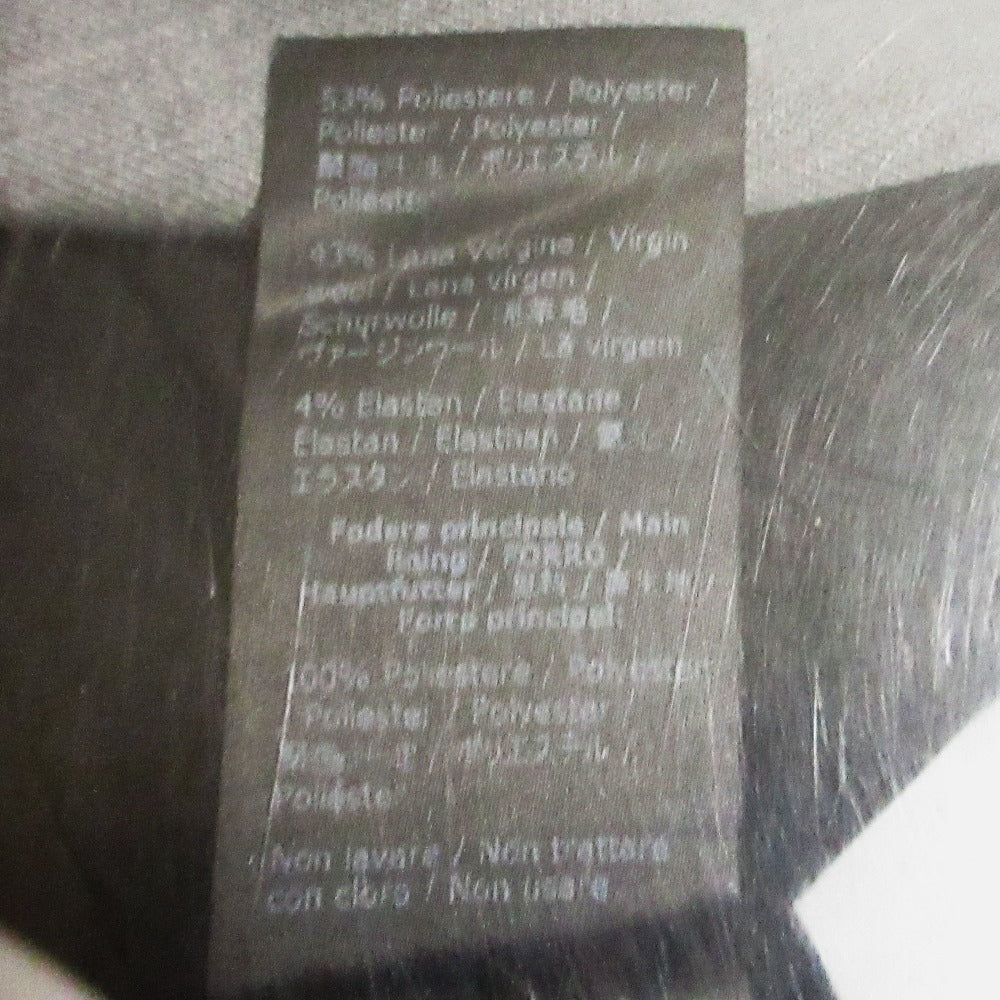 53% Poliestere / Polyester /
Poliester / Polyester /
/ ポリエステル /
43% Lana Vergine / Virgin
/ Lana virgen /
Schurwolle /
ヴァージンウール / Lã virgem
4% Elastan / Elastane /
Elastan / Elasthan /
エラスタン / Elastano
Fodera principale / Main
lining / FORRO /
Hauptfutter /
Forro principal
100% Poliestere / Polyester
Poliester / Polyester
/ ポリエステル /
Non lavare / Non trattare
con cloro / Non usare